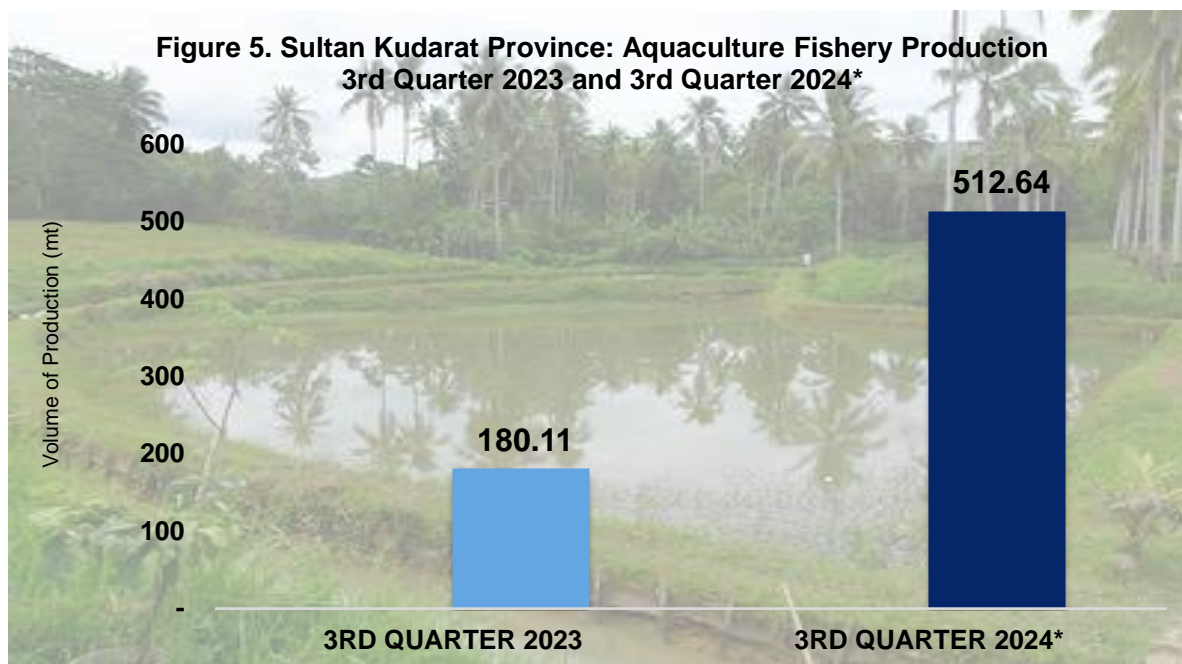 Figure 5. Sultan Kudarat Province: Aquaculture Fishery Production
3rd Quarter 2023 and 3rd Quarter 2024*
Volume of Production (mt)
600
500
400
300
200
100
-
180.11
512.64
3RD QUARTER 2023
3RD QUARTER 2024*